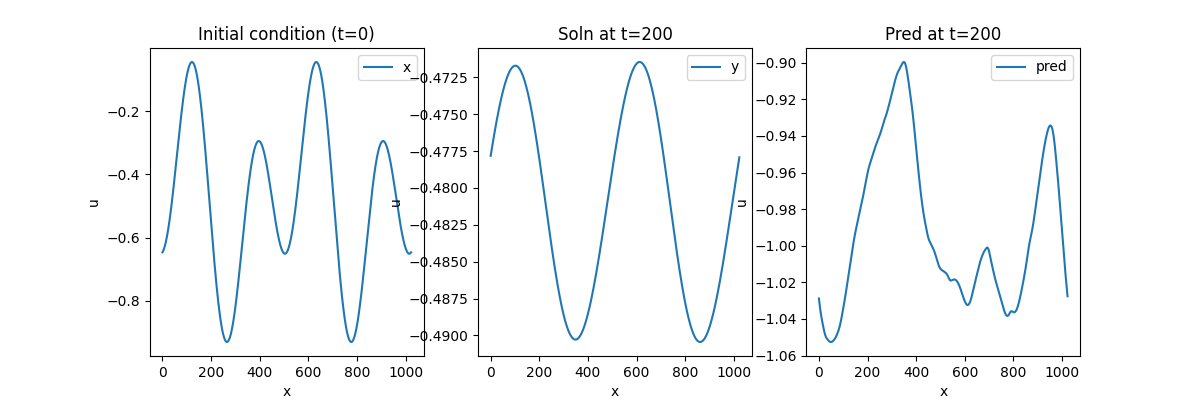 Initial condition (t=0)
x
−0.2
−0.4
−0.6
−0.8
u
0 200 400 600 800 1000
x
Soln at t=200
y
−0.4725
−0.4750
−0.4775
−0.4800
−0.4825
−0.4850
−0.4875
−0.4900
u
0 200 400 600 800 1000
x
Pred at t=200
pred
−0.90
−0.92
−0.94
−0.96
−0.98
−1.00
−1.02
−1.04
−1.06
u
0 200 400 600 800 1000
x